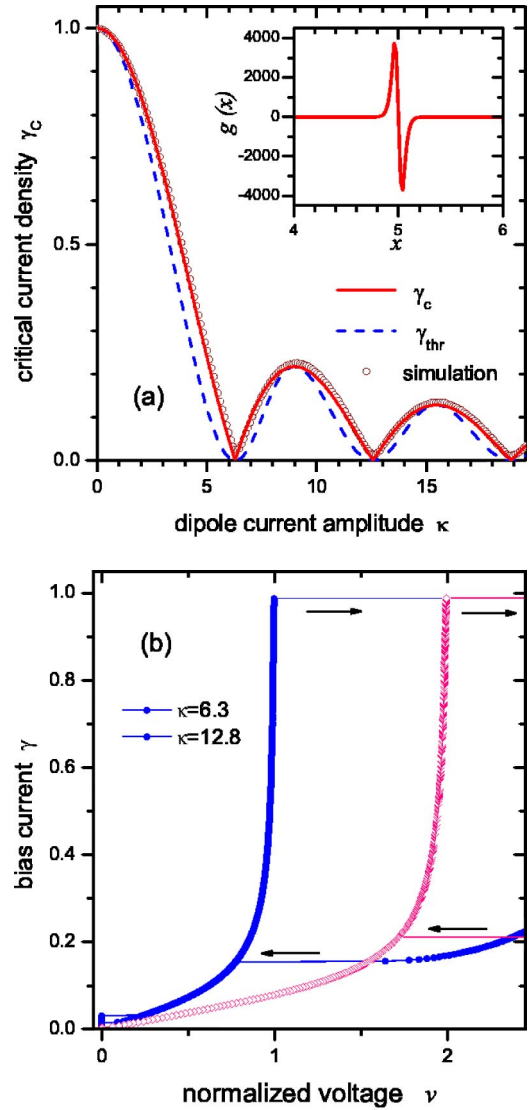 1.0
0.5
0.0
critical current density γc
4000
2000
0
-2000
-4000
g (x)
4
5
6
x
γc
γthr
simulation
(a)
0
5
10
15
dipole current amplitude κ
1.0
0.8
0.6
0.4
0.2
0.0
bias current γ
(b)
κ=6.3
κ=12.8
0
1
2
normalized voltage ν